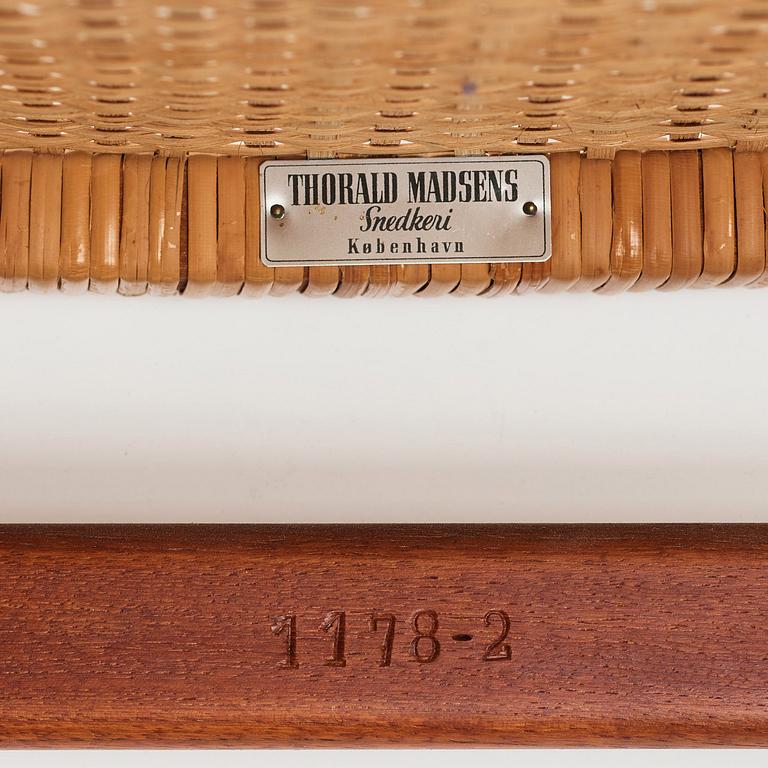 THORALD MADSENS
Snedkeri
København
1178-2